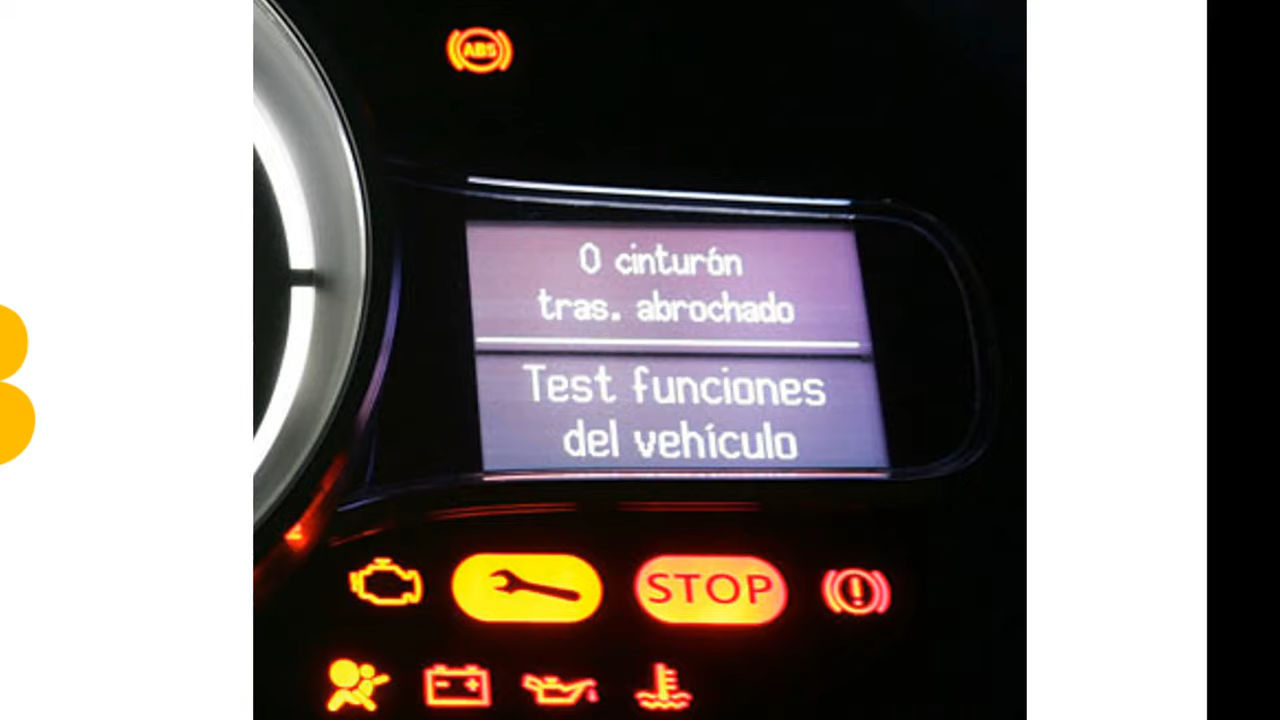 ABS
0 cinturón
tras. abrochado
Test funciones
del vehículo
STOP